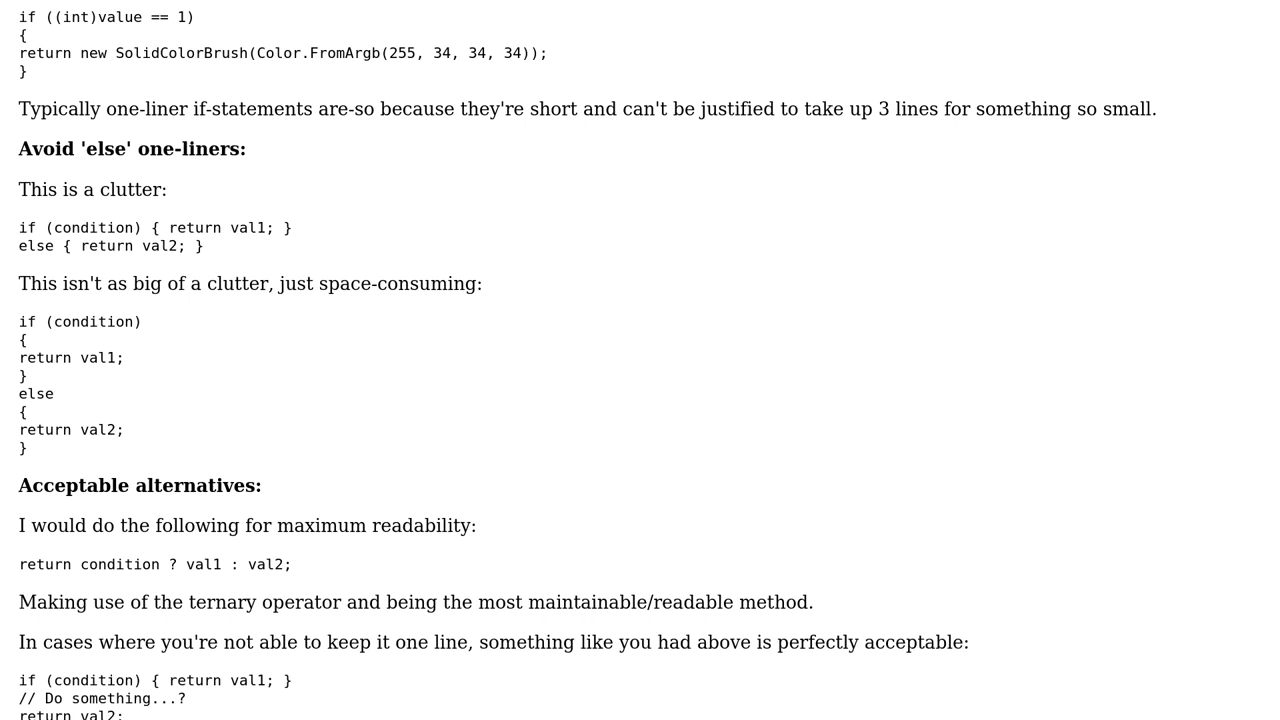 if ((int)value == 1)
{
return new SolidColorBrush(Color.FromArgb(255, 34, 34, 34));
}
Typically one-liner if-statements are-so because they're short and can't be justified to take up 3 lines for something so small.
Avoid 'else' one-liners:
This is a clutter:
if (condition) { return val1; }
else { return val2; }
This isn't as big of a clutter, just space-consuming:
if (condition)
{
return val1;
}
else
{
return val2;
}
Acceptable alternatives:
I would do the following for maximum readability:
return condition ? val1 : val2;
Making use of the ternary operator and being the most maintainable/readable method.
In cases where you're not able to keep it one line, something like you had above is perfectly acceptable:
if (condition) { return val1; }
// Do something...?
return val2;